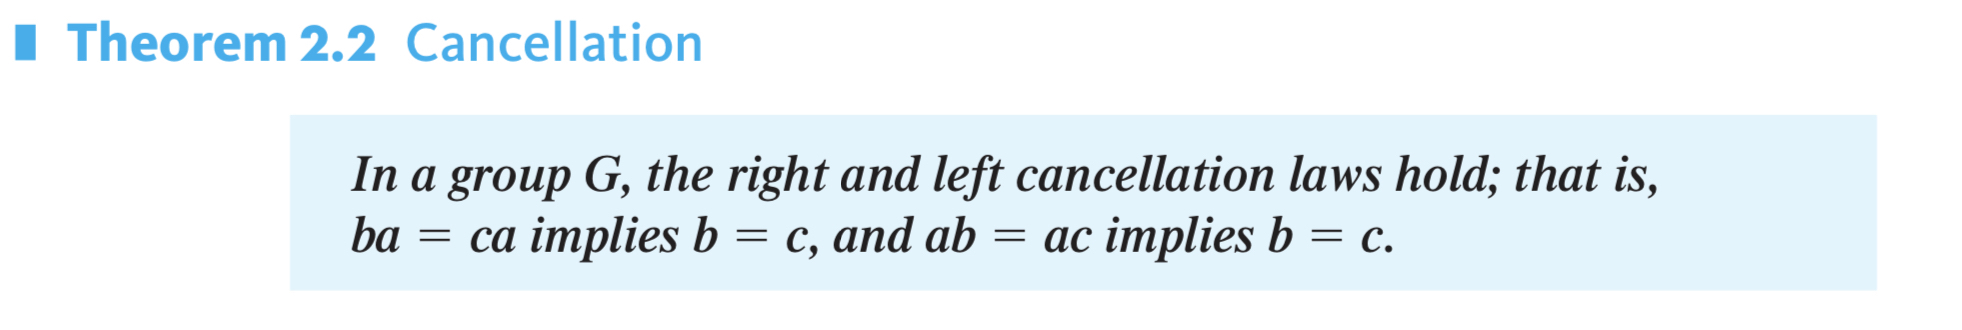 Theorem 2.2 Cancellation
In a group G, the right and left cancellation laws hold; that is,
ba = ca implies b = c, and ab = ac implies b = c.